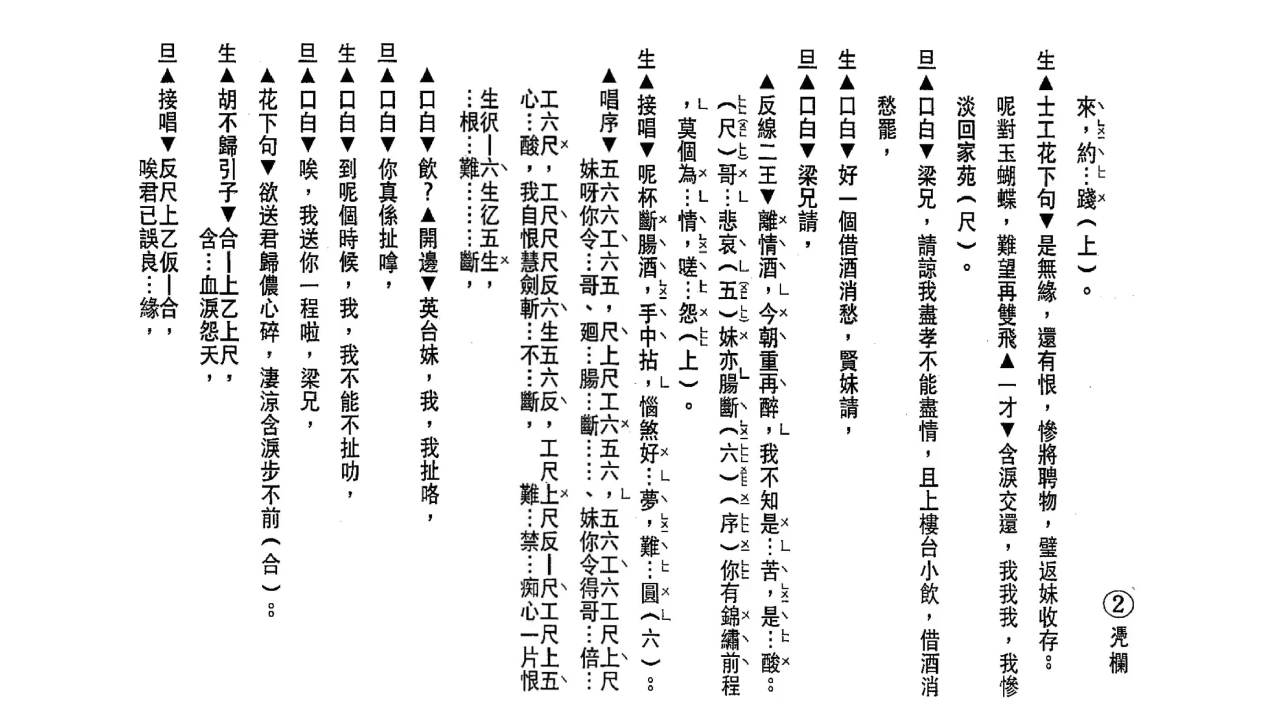 ②凴欄
來，約…踐（上）。
生▲士工花下句▼是無緣，還有恨，慘將聘物，璧返妹收存。
呢對玉蝴蝶，難望再雙飛▲一才▼含淚交還，我我我，我慘
淡回家苑（尺）。
旦▲口白▼梁兄，請諒我盡孝不能盡情，且上樓台小飲，借酒消
愁罷，
生▲口白▼好一個借酒消愁，賢妹請，
旦▲口白▼梁兄請，
▲反線二王▼離情酒，今朝重再醉，我不知是…苦，是…酸。
（尺）哥…悲哀（五）妹亦腸斷（六）（序）你有錦繡前程
，莫個為…情，嗟…怨（上）。
生▲接唱▼呢杯斷腸酒，手中拈，惱煞好…夢，難…圓（六）。
▲唱序▼五六六工六五，尺上尺工六五六，五六工六工尺上尺
妹呀你令…哥、廻…腸…斷……、妹你令得哥…倍…
工六尺，工尺尺尺反六生五六反，工尺上尺反｜尺工尺上五
心…酸，我自恨慧劍斬…不…斷，難…禁…痴心一片恨
生伬｜六生亿五生，
…根…難………斷，
▲口白▼飲？▲開邊▼英台妹，我，我扯咯，
旦▲口白▼你真係扯嗱，
生▲口白▼到呢個時候，我，我不能不扯叻，
旦▲口白▼唉，我送你一程啦，梁兄，
▲花下句▼欲送君歸儂心碎，淒涼含淚步不前（合）。
生▲胡不歸引子▼合｜上乙上尺，
含…血淚怨天，
旦▲接唱▼反尺上乙仮｜合，
唉君已誤良…緣，